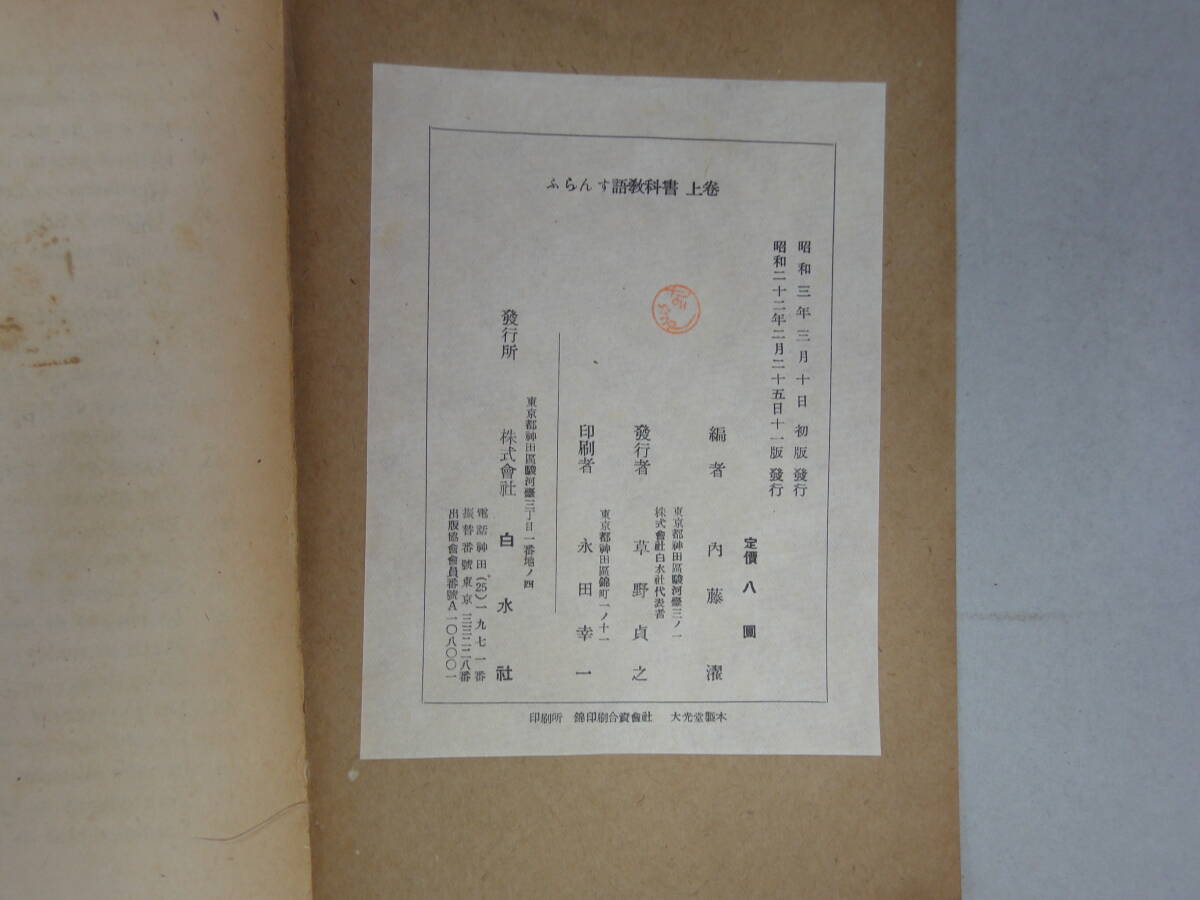 ふらんす語教科書 上卷
昭和三年三月十日 初版 發行
昭和二十二年二月二十五日十一版 發行
定價 八圓
編者 內藤濯
東京都神田區駿河臺三ノ一
株式會社白水社代表者
發行者 草野貞之
東京都神田區錦町一ノ十一
印刷者 永田幸一
東京都神田區駿河臺三丁目一番地ノ四
發行所 株式會社 白水社
電話神田(25)一九七一番
振替番號東京三三二二八番
出版協會會員番號A一〇八〇〇一
印刷所 錦印刷合資會社 大光堂製本